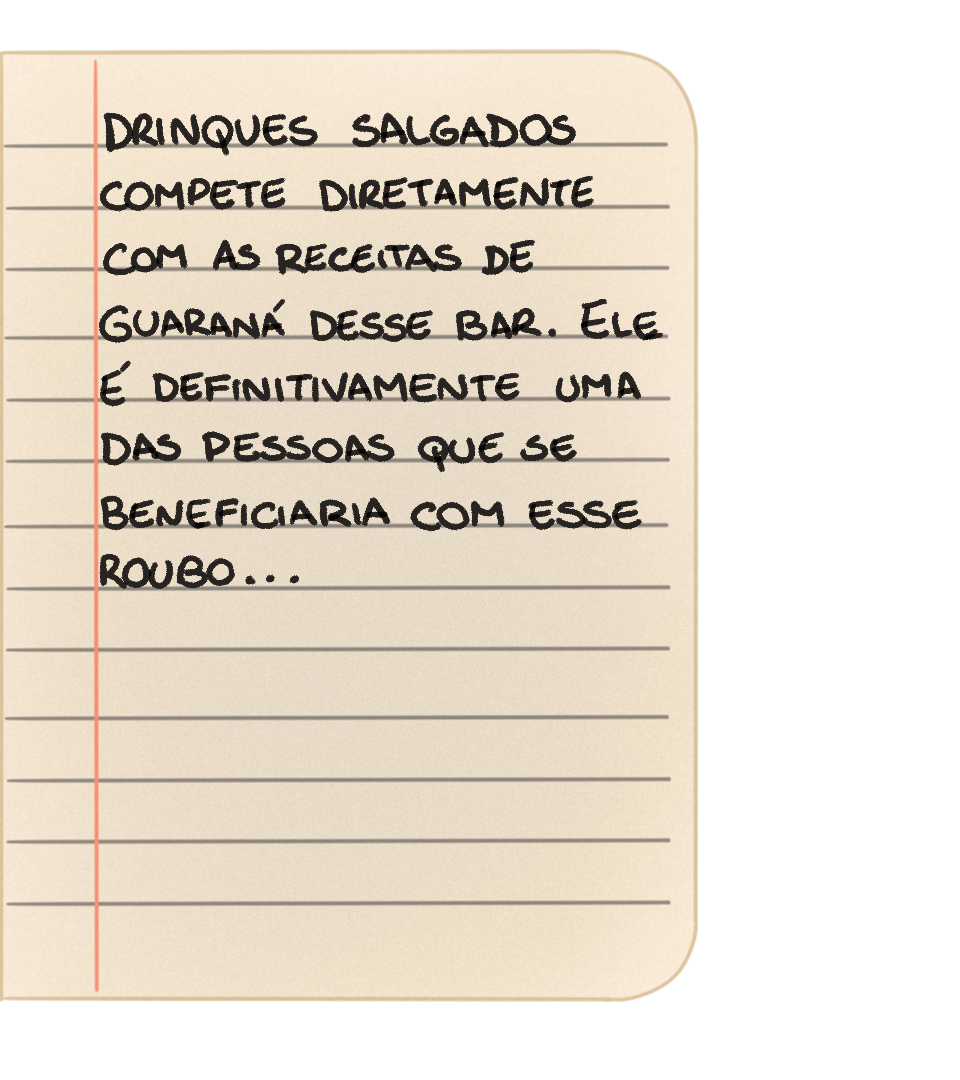 DRINQUES SALGADOS
COMPETE DIRETAMENTE
COM AS RECEITAS DE
GUARANÁ DESSE BAR. ELE
É DEFINITIVAMENTE UMA
DAS PESSOAS QUE SE
BENEFICIARIA COM ESSE
ROUBO...